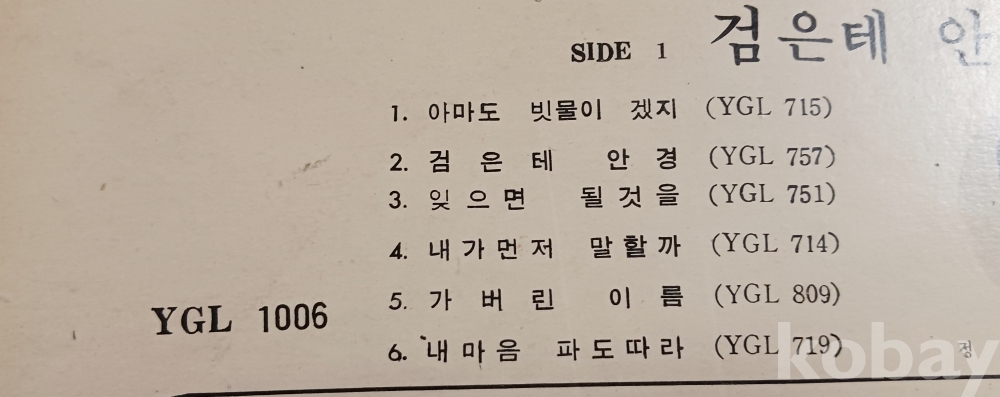 SIDE 1 검은테 안
1. 아마도 빗물이 겠지 (YGL 715)
2. 검은테 안경 (YGL 757)
3. 잊으면 될것을 (YGL 751)
4. 내가먼저 말할까 (YGL 714)
5. 가버린 이름 (YGL 809)
6. 내마음 파도따라 (YGL 719)
YGL 1006
정
kobay